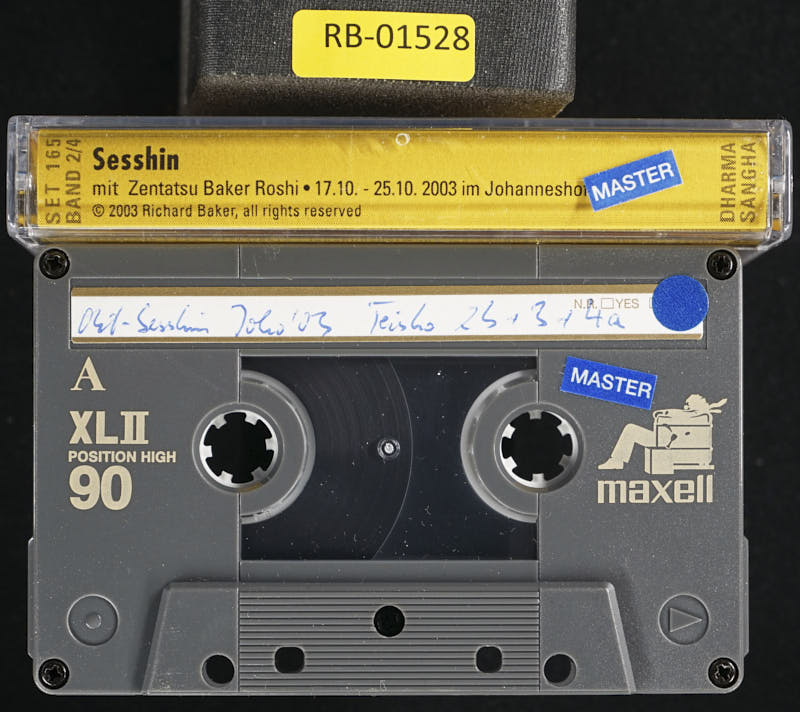 RB-01528
SET 165
BAND 2/4
Sesshin
mit Zentatsu Baker Roshi • 17.10. - 25.10. 2003 im Johanneshof
© 2003 Richard Baker, all rights reserved
MASTER
DHARMA
SANGHA
N.R. YES
Okt-Sesshin Joho '03 Teisho 2b + 3 + 4a
A
MASTER
XLII
POSITION HIGH
90
maxell